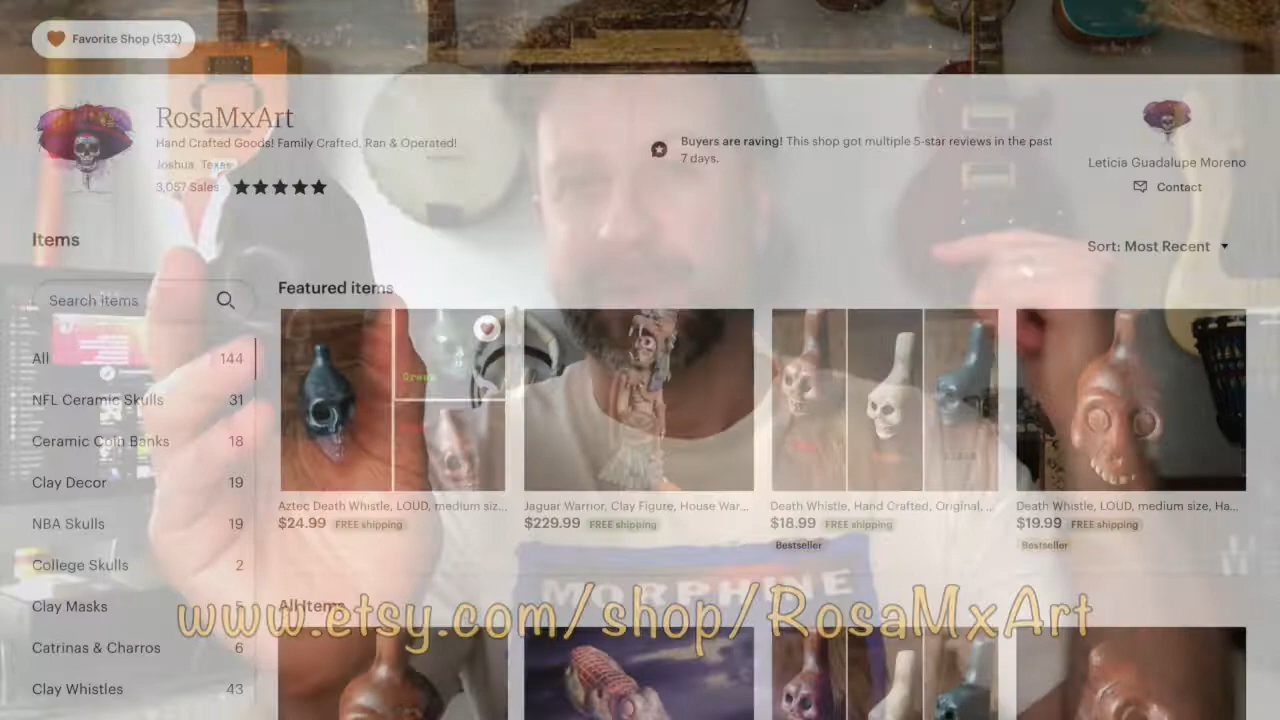 Favorite Shop (532)
RosaMxArt
Hand Crafted Goods! Family Crafted, Ran & Operated!
Joshua, Texas
3,057 Sales
Buyers are raving! This shop got multiple 5-star reviews in the past
7 days.
Leticia Guadalupe Moreno
Contact
Items
Sort: Most Recent
Search items
Featured items
All 144
NFL Ceramic Skulls 31
Ceramic Coin Banks 18
Clay Decor 19
NBA Skulls 19
College Skulls 2
Clay Masks 5
Catrinas & Charros 6
Clay Whistles 43
Green
Aztec Death Whistle, LOUD, medium siz...
$24.99 FREE shipping
Jaguar Warrior, Clay Figure, House War...
$229.99 FREE shipping
Death Whistle, Hand Crafted, Original, ...
$18.99 FREE shipping
Bestseller
Death Whistle, LOUD, medium size, Ha...
$19.99 FREE shipping
Bestseller
MORPHINE
All Items
www.etsy.com/shop/RosaMxArt